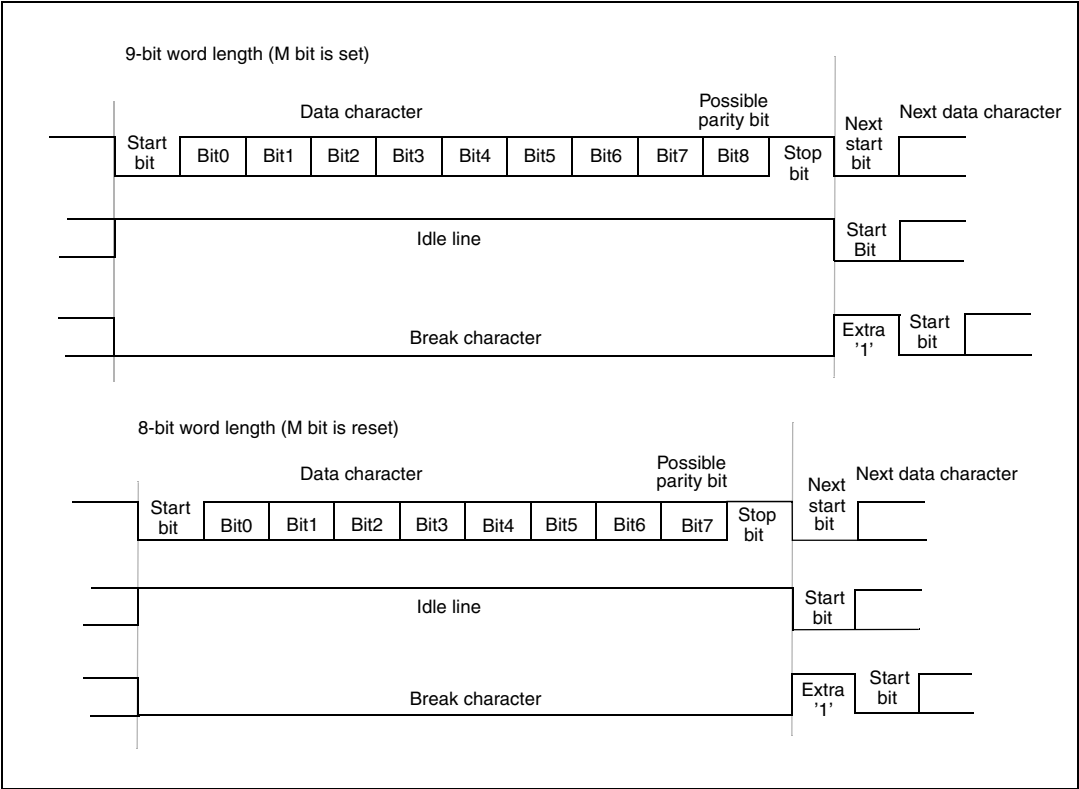 9-bit word length (M bit is set)
Data character
Possible
parity bit
Next data character
Start
bit
Bit0 Bit1 Bit2 Bit3 Bit4 Bit5 Bit6 Bit7 Bit8
Stop
bit
Next
start
bit
Idle line
Start
Bit
Break character
Extra
'1'
Start
bit
8-bit word length (M bit is reset)
Data character
Possible
parity bit
Next data character
Start
bit
Bit0 Bit1 Bit2 Bit3 Bit4 Bit5 Bit6 Bit7
Stop
bit
Next
start
bit
Idle line
Start
bit
Break character
Extra
'1'
Start
bit